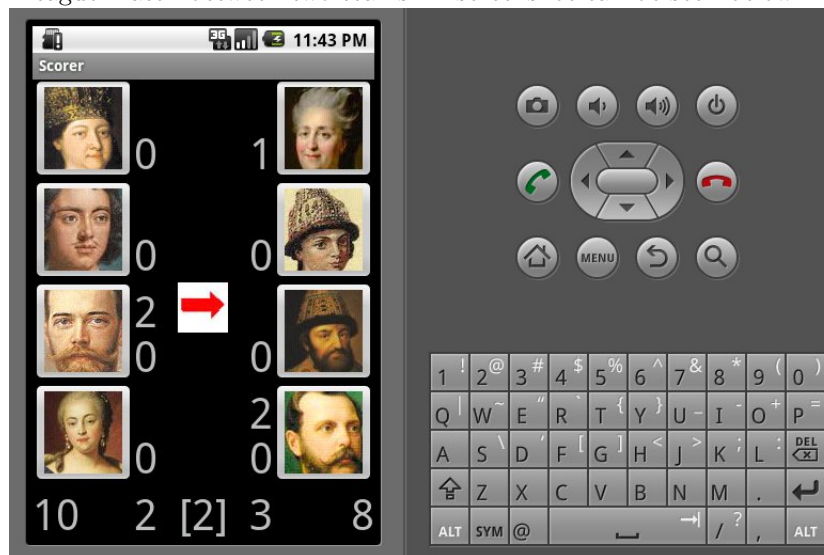 3G 11:43 PM
Scorer
0 1
0 0
2
0 0
2
0 0
10 2 [2] 3 8
MENU
1 ! 2 @ 3 # 4 $ 5 % 6 ^ 7 & 8 * 9 ( 0 )
Q | W ~ E " R ` T { Y } U - I - O + P =
A S \ D ' F [ G ] H < J > K ; L : DEL
Z X C V B N M .
ALT SYM @ / ? , ALT